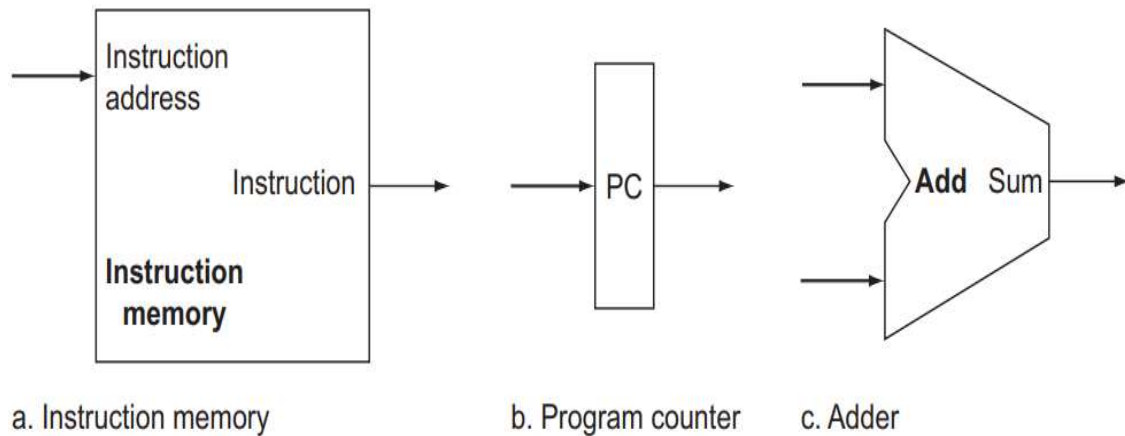 Instruction
address
Instruction
Instruction
memory
PC
Add Sum
a. Instruction memory
b. Program counter
c. Adder